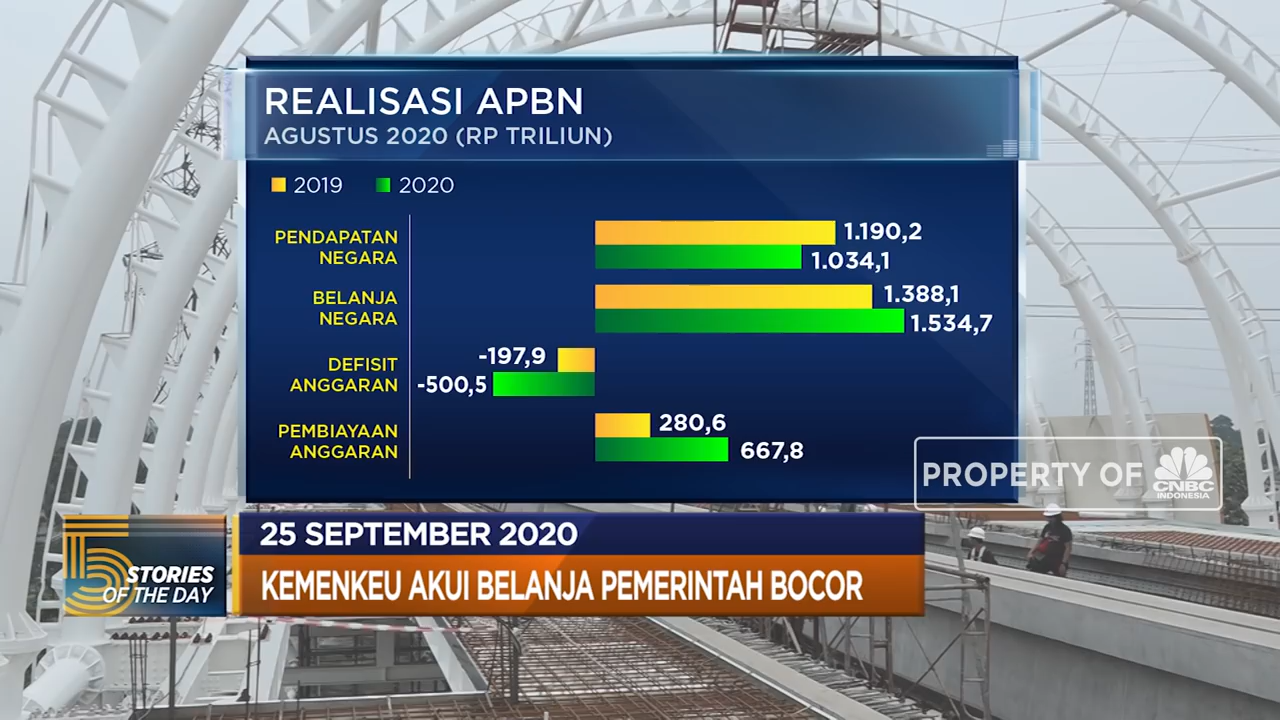 REALISASI APBN
AGUSTUS 2020 (RP TRILIUN)
2019 2020
PENDAPATAN
NEGARA
1.190,2
1.034,1
BELANJA
NEGARA
1.388,1
1.534,7
DEFISIT
ANGGARAN
-197,9
-500,5
PEMBIAYAAN
ANGGARAN
280,6
667,8
PROPERTY OF CNBC INDONESIA
25 SEPTEMBER 2020
5 STORIES
OF THE DAY
KEMENKEU AKUI BELANJA PEMERINTAH BOCOR